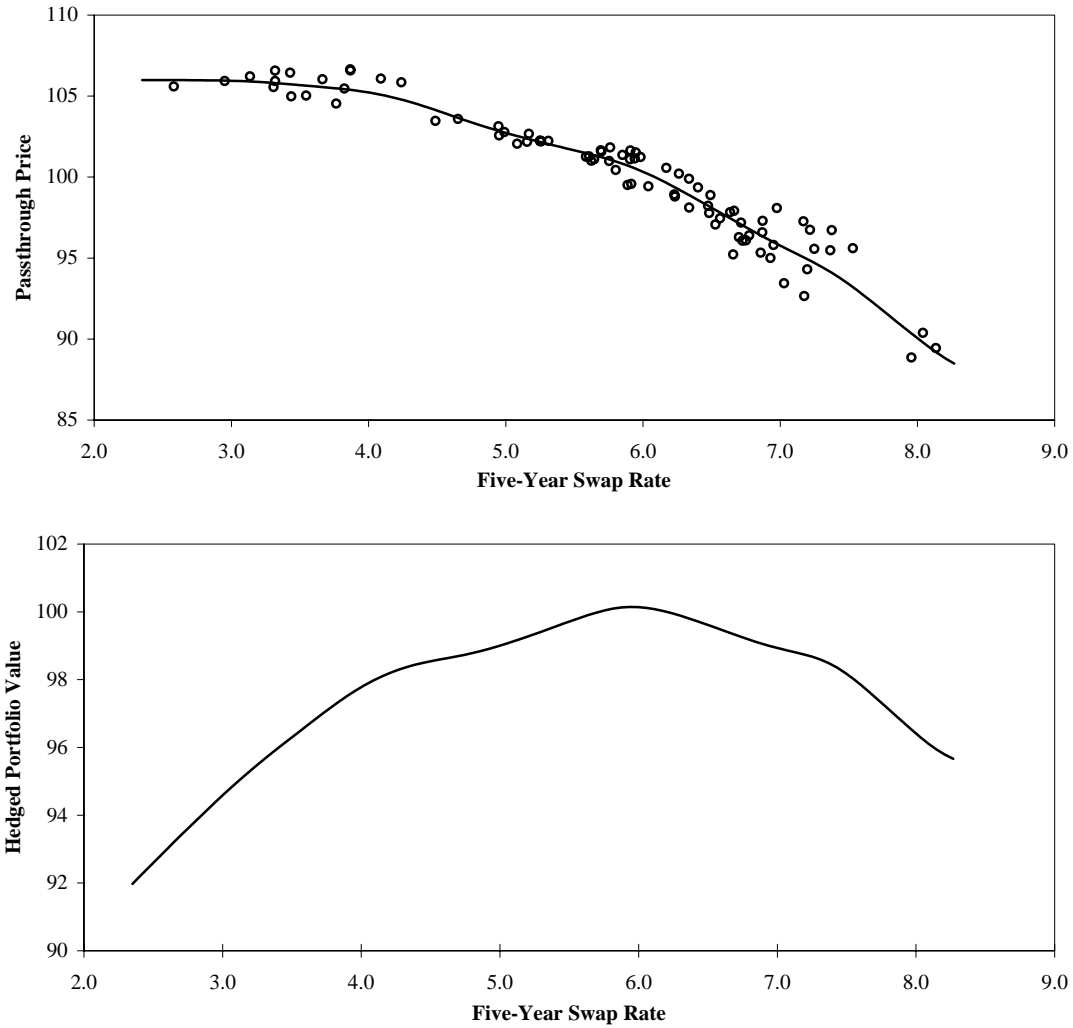 110
105
100
95
90
85
Passthrough Price
2.0 3.0 4.0 5.0 6.0 7.0 8.0 9.0
Five-Year Swap Rate
102
100
98
96
94
92
90
Hedged Portfolio Value
2.0 3.0 4.0 5.0 6.0 7.0 8.0 9.0
Five-Year Swap Rate